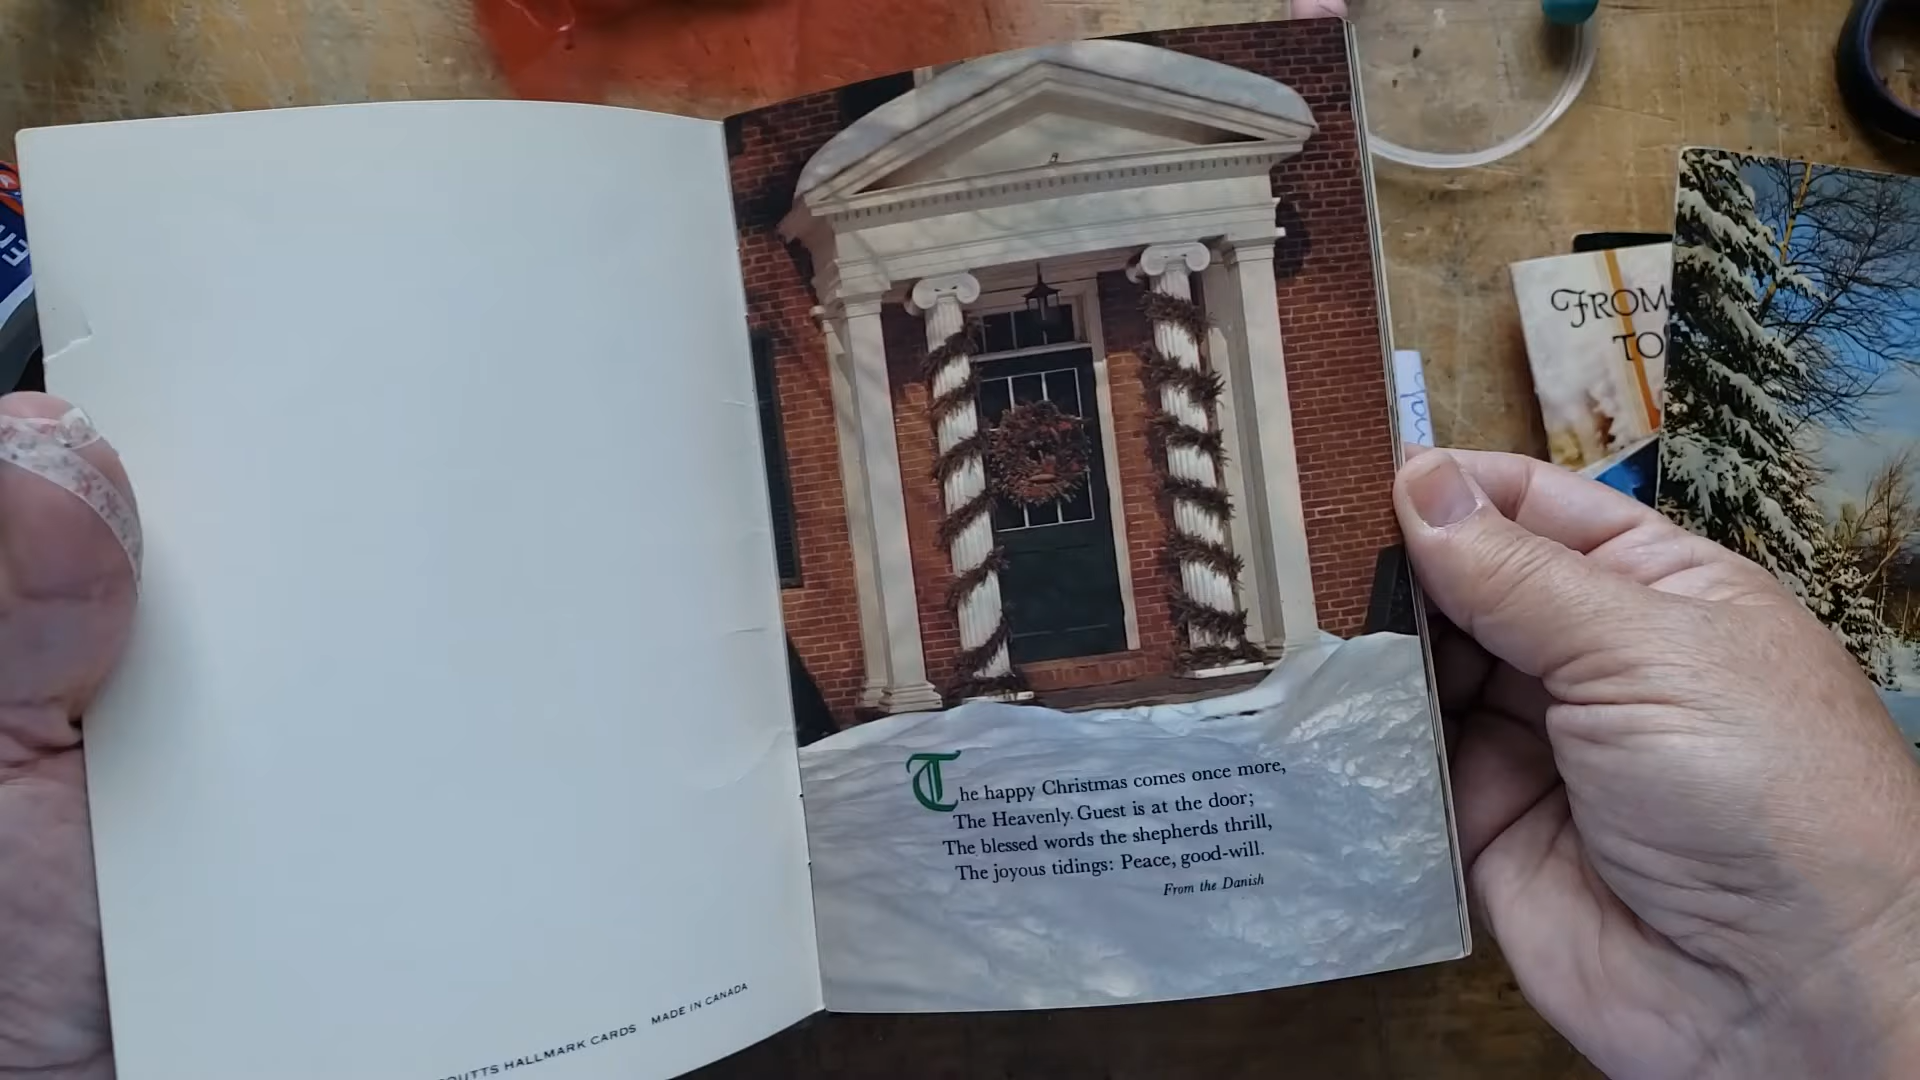 The happy Christmas comes once more,
The Heavenly Guest is at the door;
The blessed words the shepherds thrill,
The joyous tidings: Peace, good-will.
From the Danish
HALLMARK CARDS MADE IN CANADA
FROM
TO